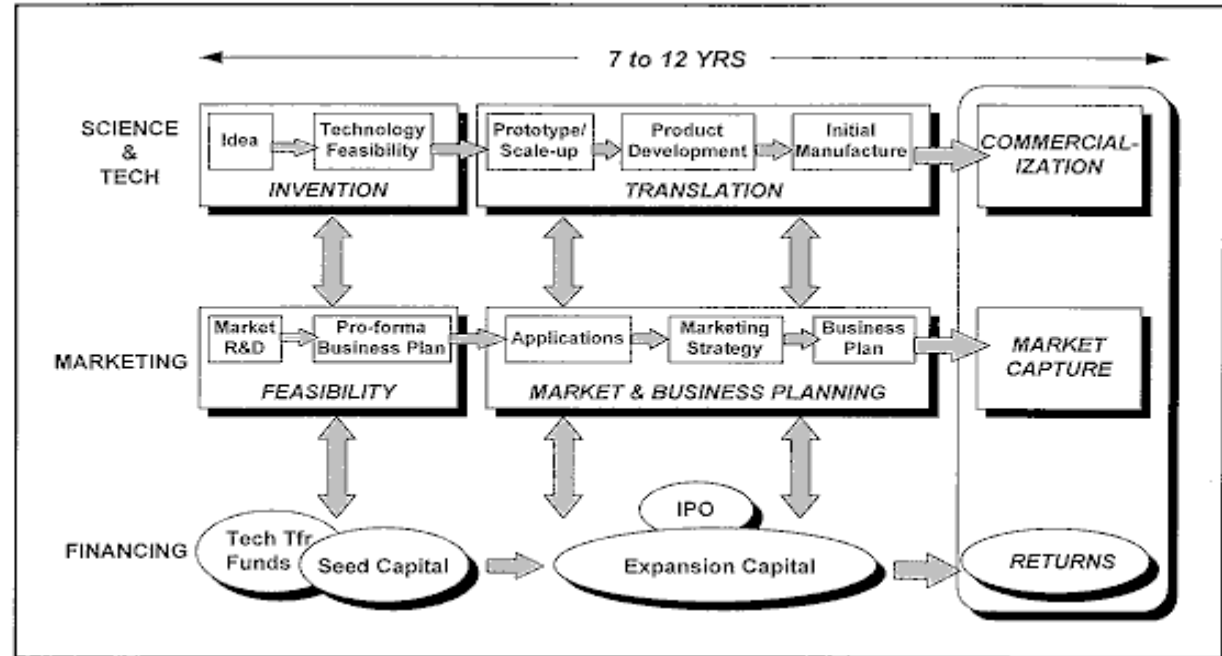 7 to 12 YRS
SCIENCE
&
TECH
Idea
Technology
Feasibility
INVENTION
Prototype/
Scale-up
Product
Development
Initial
Manufacture
TRANSLATION
COMMERCIAL-
IZATION
MARKETING
Market
R&D
Pro-forma
Business Plan
FEASIBILITY
Applications
Marketing
Strategy
Business
Plan
MARKET & BUSINESS PLANNING
MARKET
CAPTURE
FINANCING
Tech Tfr
Funds
Seed Capital
IPO
Expansion Capital
RETURNS